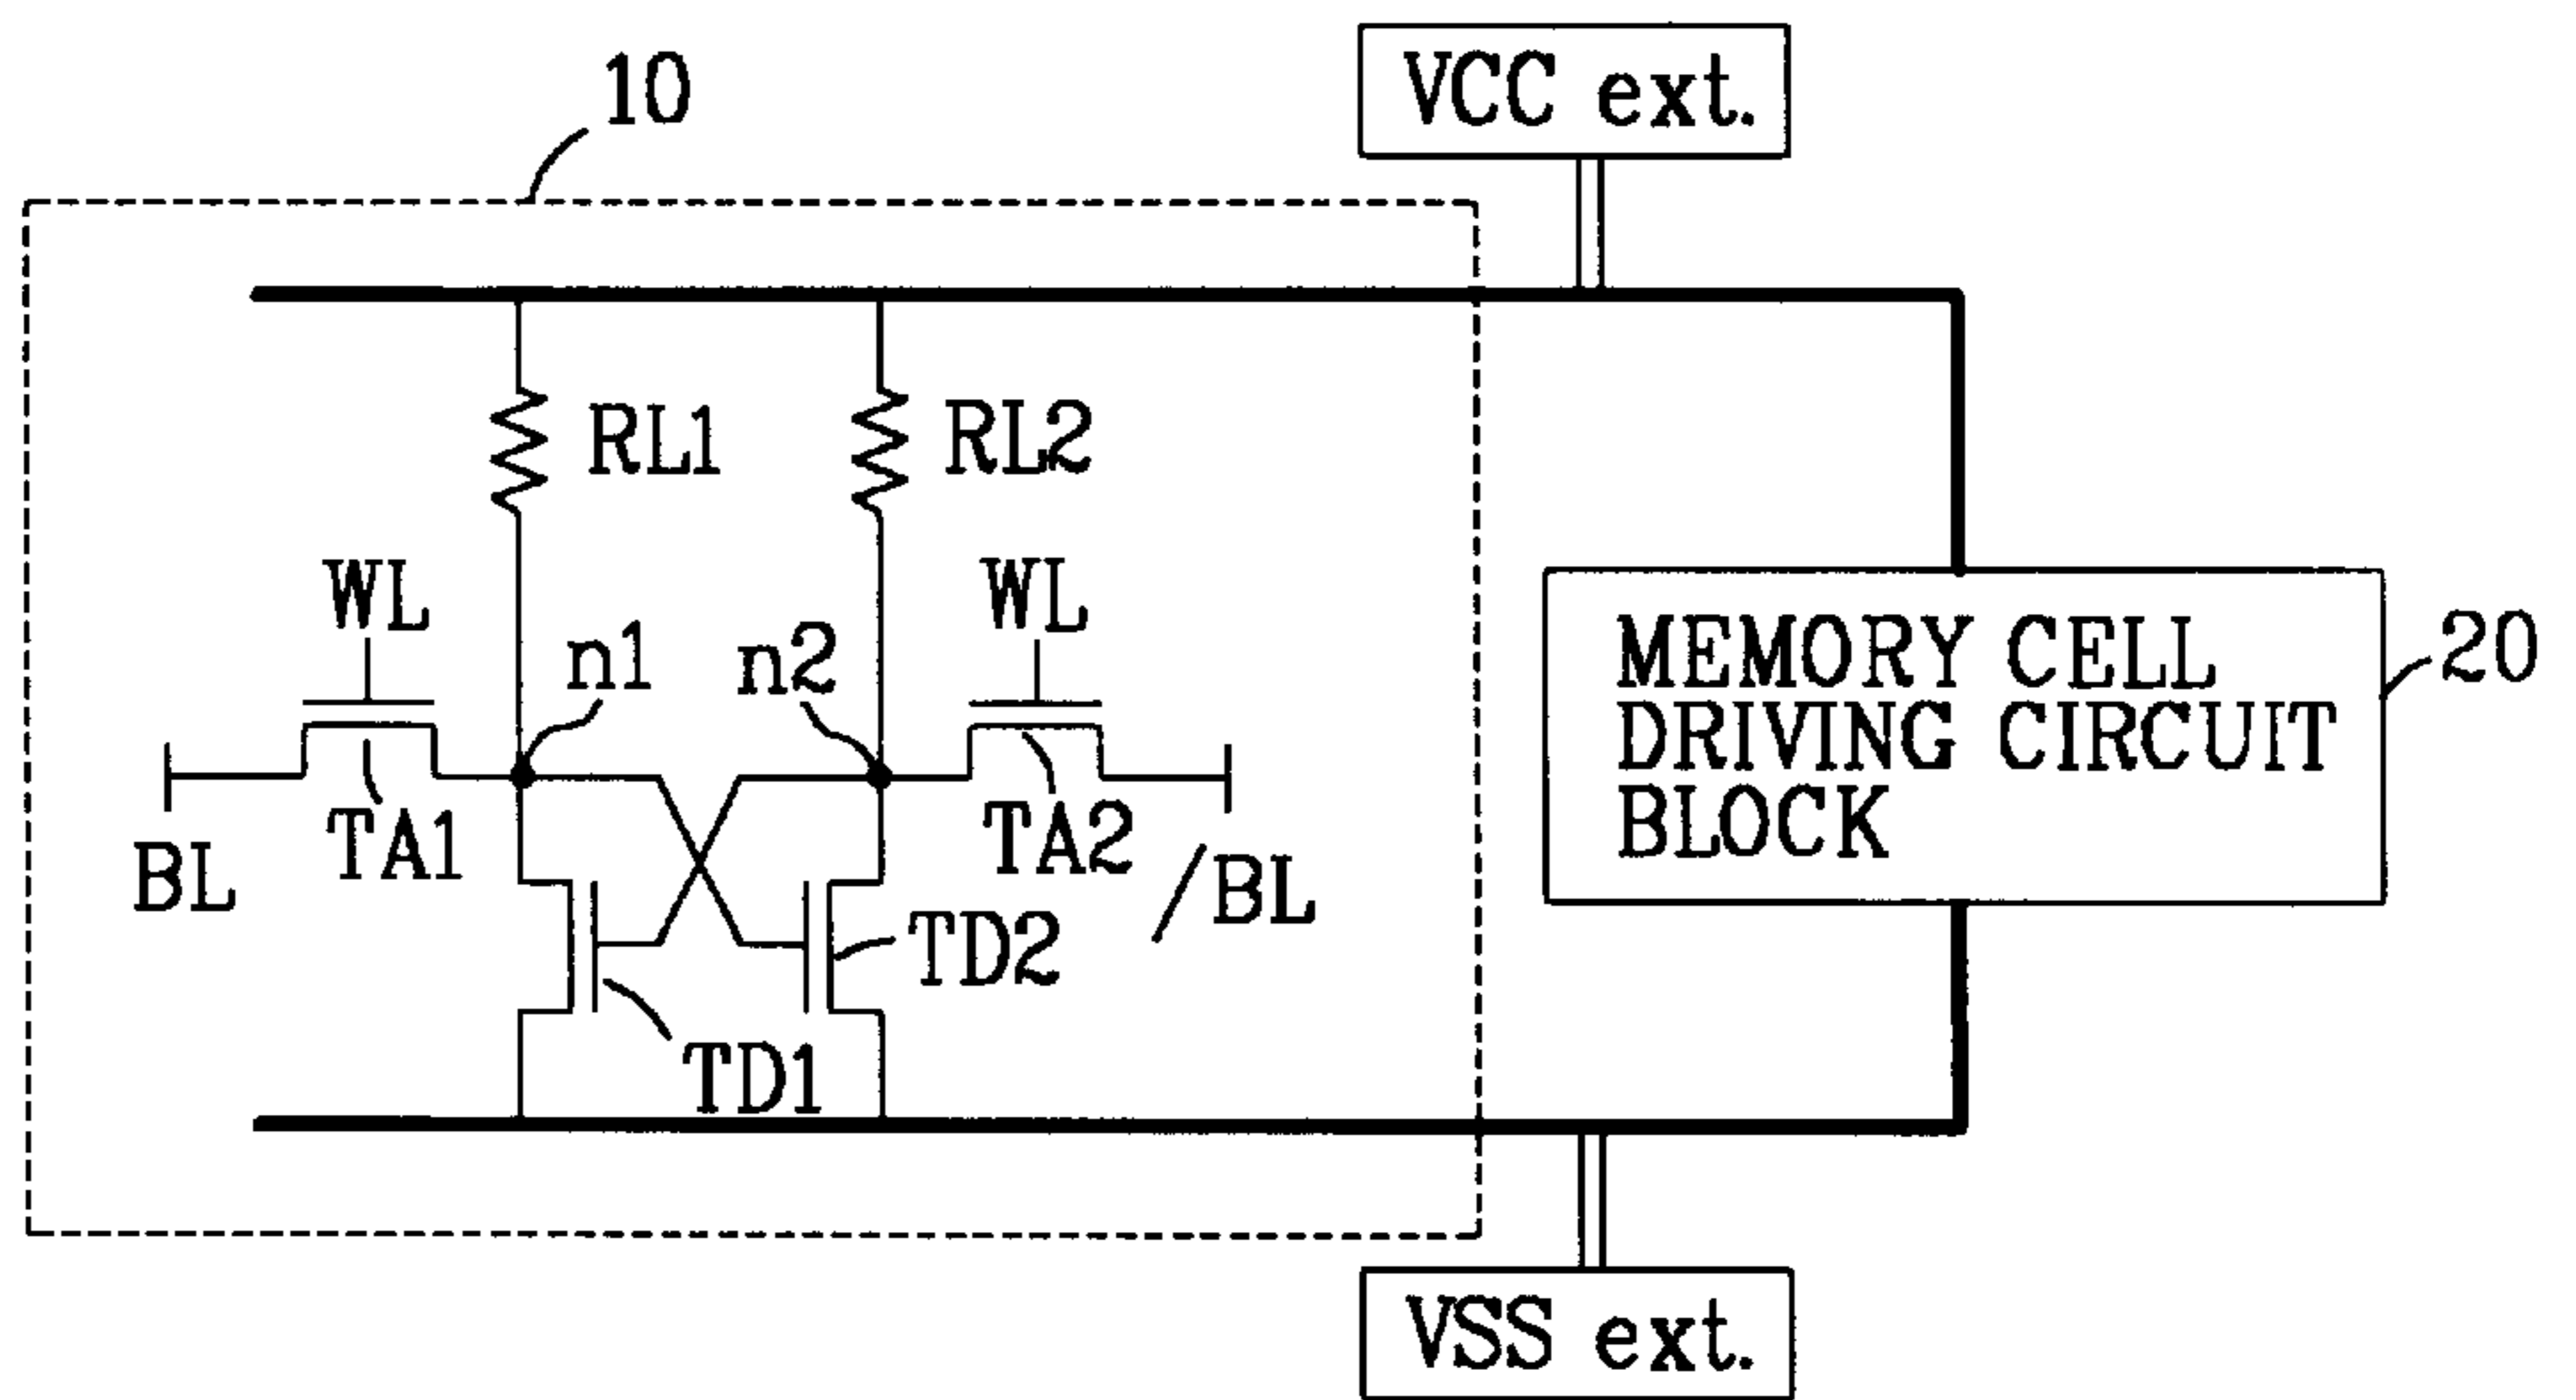 10
VCC ext.
RL1
RL2
WL
WL
n1
n2
MEMORY CELL
DRIVING CIRCUIT
BLOCK
20
BL
TA1
TA2
/BL
TD2
TD1
VSS ext.